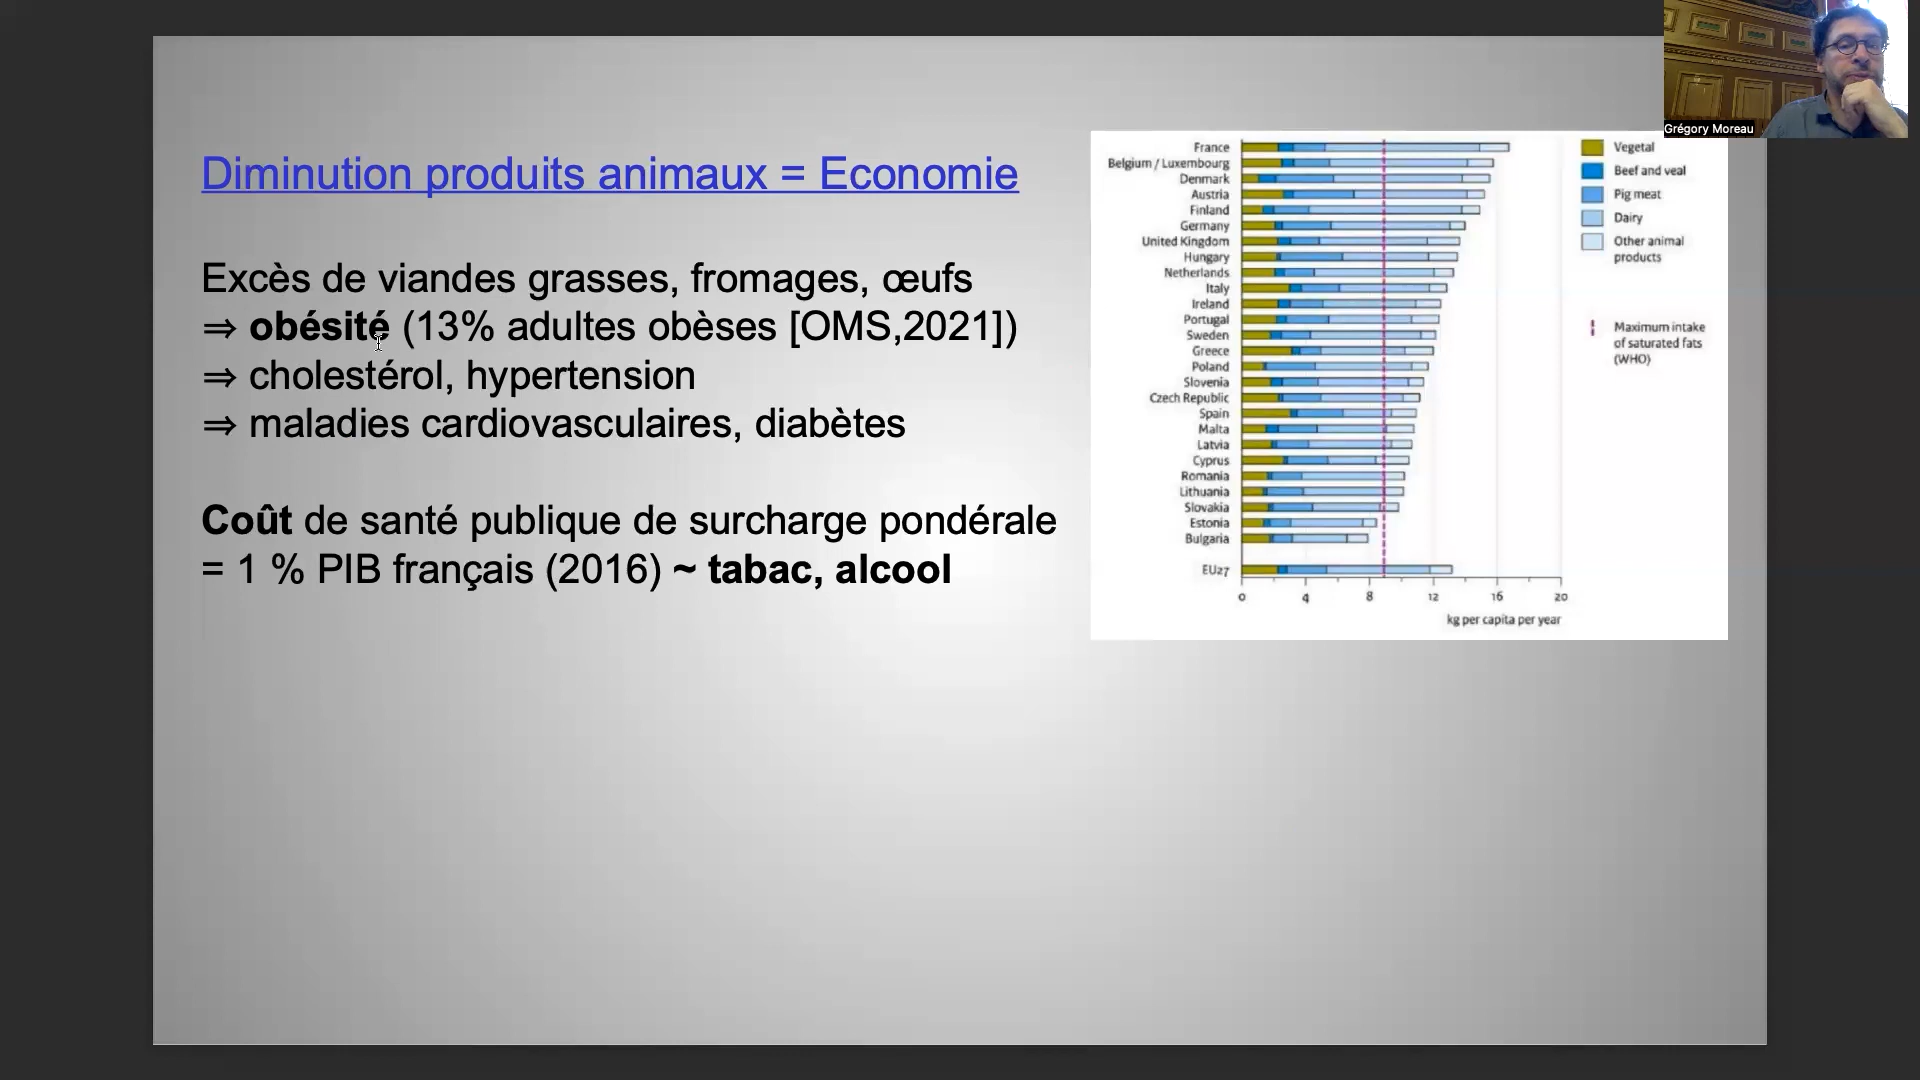 Grégory Moreau
Diminution produits animaux = Economie
Excès de viandes grasses, fromages, œufs
⇒ obésité (13% adultes obèses [OMS,2021])
⇒ cholestérol, hypertension
⇒ maladies cardiovasculaires, diabètes
Coût de santé publique de surcharge pondérale
= 1 % PIB français (2016) ~ tabac, alcool
France
Belgium / Luxembourg
Denmark
Austria
Finland
Germany
United Kingdom
Hungary
Netherlands
Italy
Ireland
Portugal
Sweden
Greece
Poland
Slovenia
Czech Republic
Spain
Malta
Latvia
Cyprus
Romania
Lithuania
Slovakia
Estonia
Bulgaria
EU27
0 4 8 12 16 20
kg per capita per year
Vegetal
Beef and veal
Pig meat
Dairy
Other animal
products
Maximum intake
of saturated fats
(WHO)